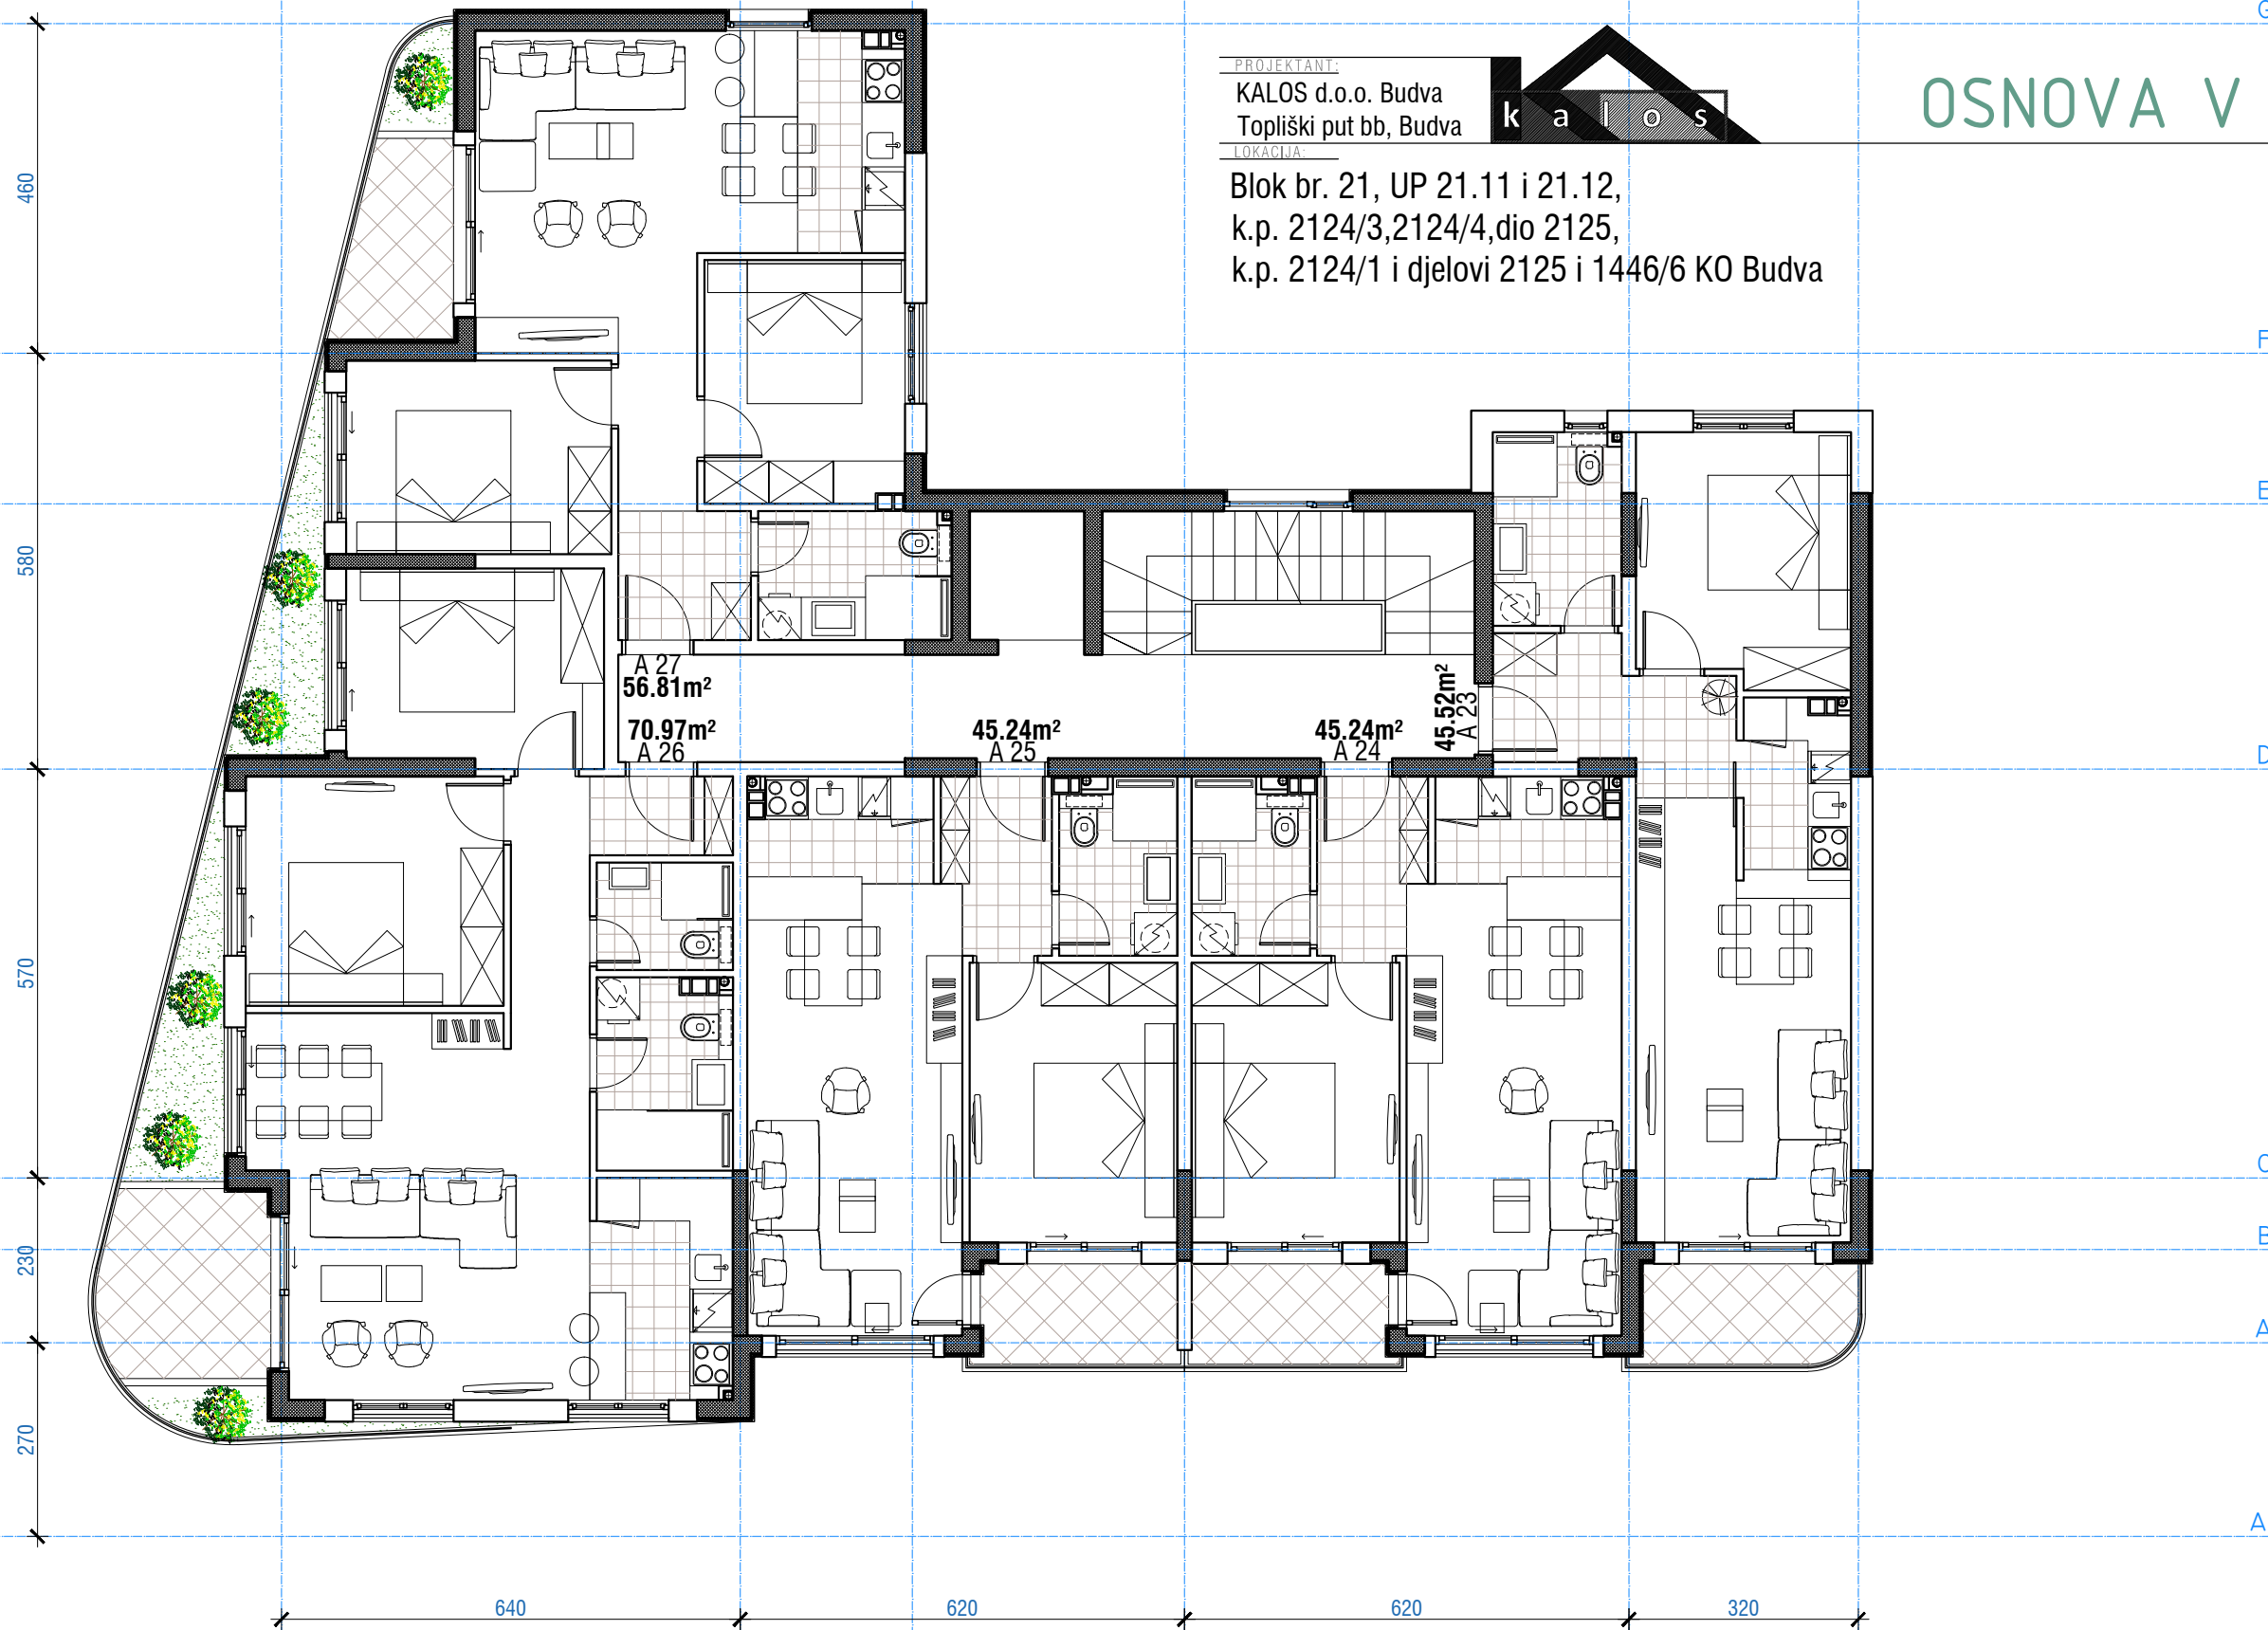 G
PROJEKTANT:
KALOS d.o.o. Budva
Topliški put bb, Budva
kalos
OSNOVA V
LOKACIJA:
Blok br. 21, UP 21.11 i 21.12,
k.p. 2124/3,2124/4,dio 2125,
k.p. 2124/1 i djelovi 2125 i 1446/6 KO Budva
460
F
E
580
A 27
56.81m²
70.97m²
A 26
45.24m²
A 25
45.24m²
A 24
45.52m²
A 23
D
570
C
B
230
A
270
A
640
620
620
320